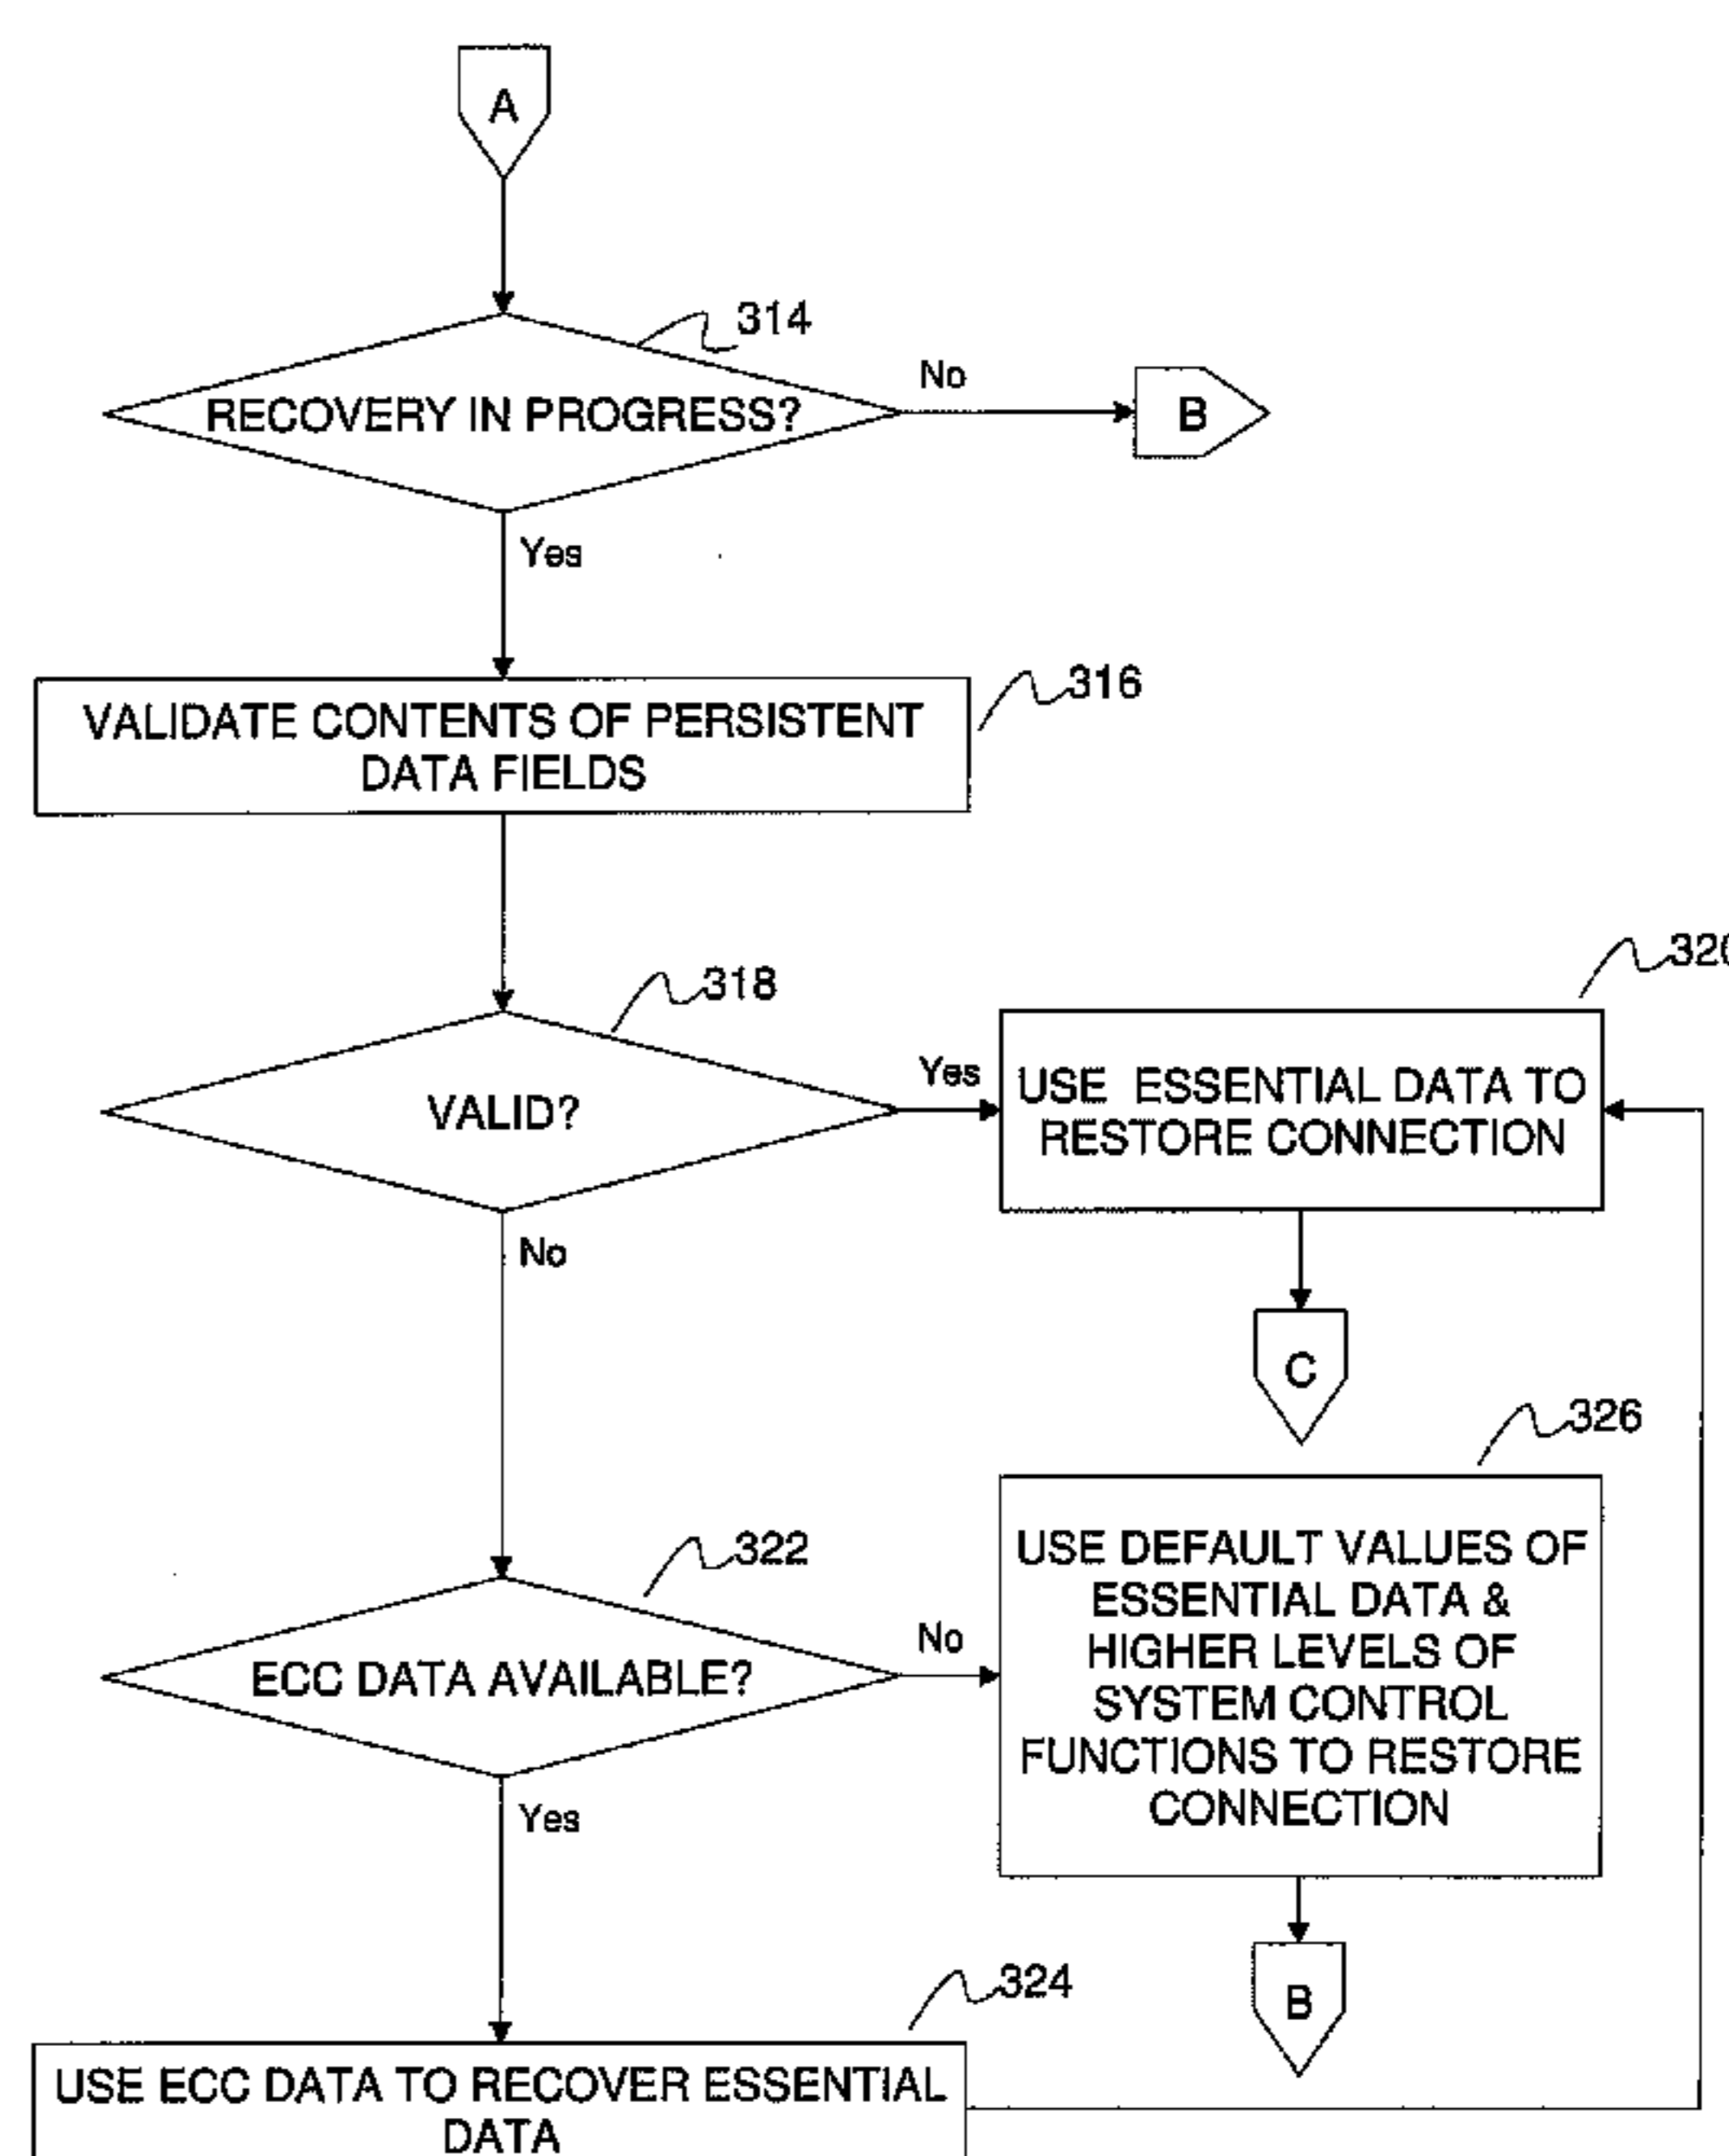 A
314
RECOVERY IN PROGRESS?
No
B
Yes
316
VALIDATE CONTENTS OF PERSISTENT
DATA FIELDS
318
VALID?
Yes
320
USE ESSENTIAL DATA TO
RESTORE CONNECTION
No
C
326
322
ECC DATA AVAILABLE?
No
USE DEFAULT VALUES OF
ESSENTIAL DATA &
HIGHER LEVELS OF
SYSTEM CONTROL
FUNCTIONS TO RESTORE
CONNECTION
Yes
B
324
USE ECC DATA TO RECOVER ESSENTIAL
DATA